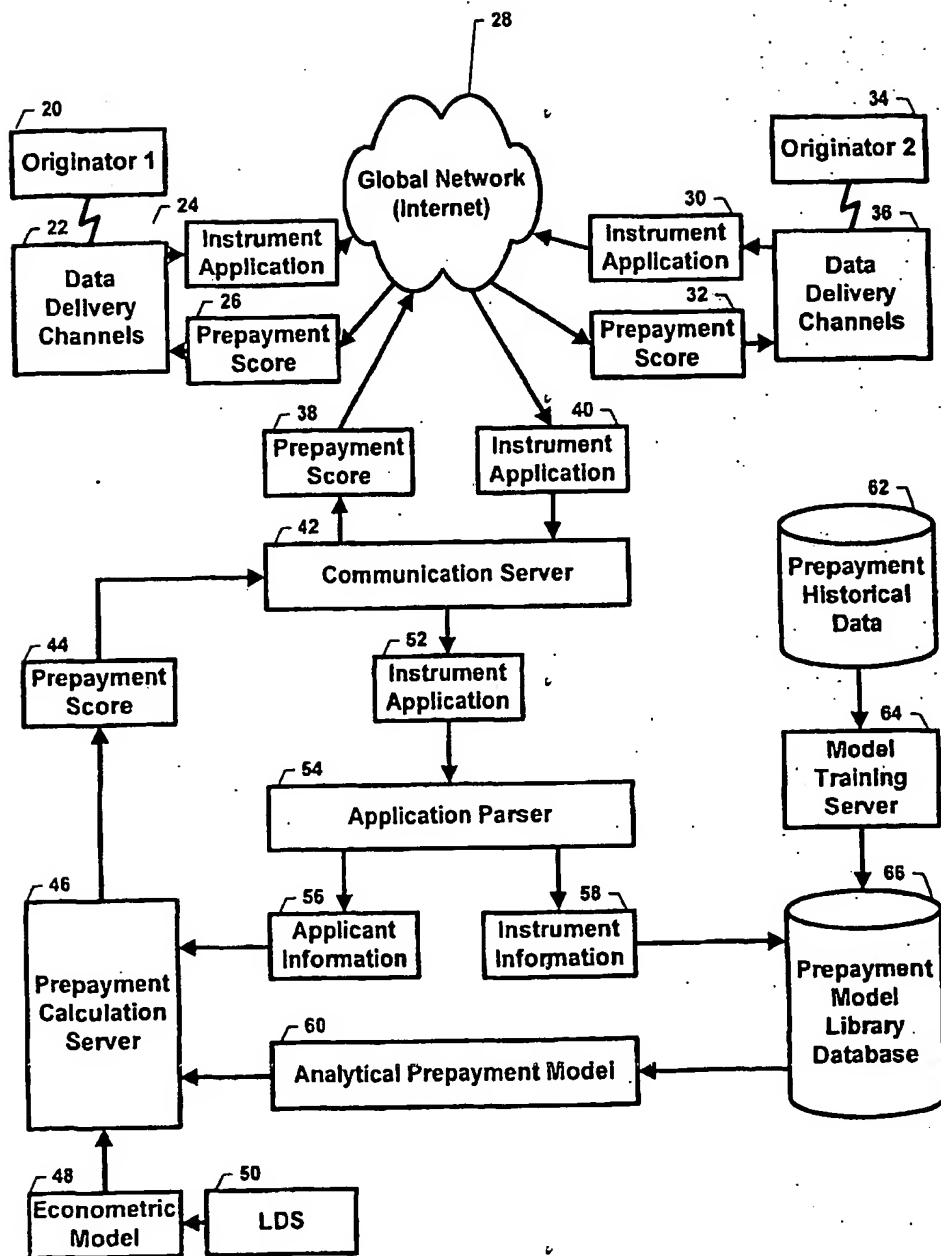 28
20
Originator 1
34
Originator 2
Global Network
(Internet)
22
24
Instrument
Application
30
Instrument
Application
36
Data
Delivery
Channels
Data
Delivery
Channels
26
Prepayment
Score
32
Prepayment
Score
38
Prepayment
Score
40
Instrument
Application
42
Communication Server
62
Prepayment
Historical
Data
44
Prepayment
Score
52
Instrument
Application
64
Model
Training
Server
54
Application Parser
46
Prepayment
Calculation
Server
56
Applicant
Information
58
Instrument
Information
66
Prepayment
Model
Library
Database
60
Analytical Prepayment Model
48
Econometric
Model
50
LDS